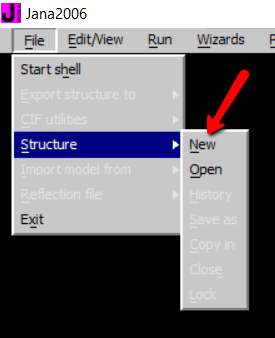 Jana2006
File Edit/View Run Wizards
Start shell
Export structure to
CIF utilities
Structure
Import model from
Reflection file
Exit
New
Open
History
Save as
Copy in
Close
Lock